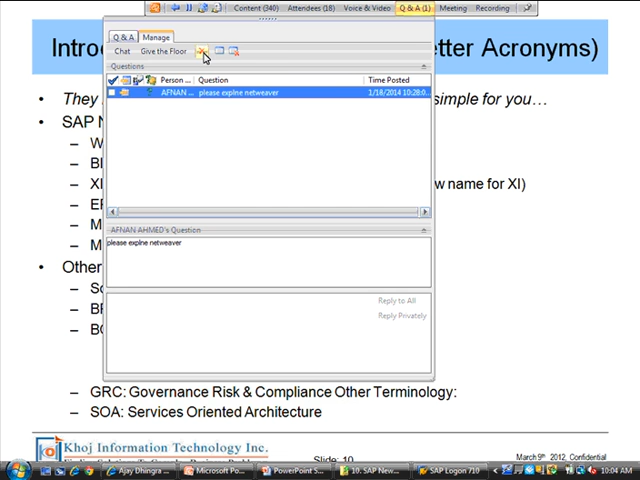 Content (340) Attendees (18) Voice & Video Q & A (1) Meeting Recording
Q & A Manage
Chat Give the Floor
Questions
Person ... Question Time Posted
AFNAN ... please explne netweaver 1/18/2014 10:28:0...
AFNAN AHMED's Question
please explne netweaver
Reply to All
Reply Privately
Introd etter Acronyms)
• They simple for you…
• SAP N
– W
– BI
– XI w name for XI)
– EP
– M
– M
• Other
– So
– BP
– BO
– GRC: Governance Risk & Compliance Other Terminology:
– SOA: Services Oriented Architecture
Khoj Information Technology Inc.
Slide: 10
March 9th 2012, Confidential
Ajay Dhingra Microsoft Po... PowerPoint S... 10. SAP New... SAP Logon 710 10:04 AM